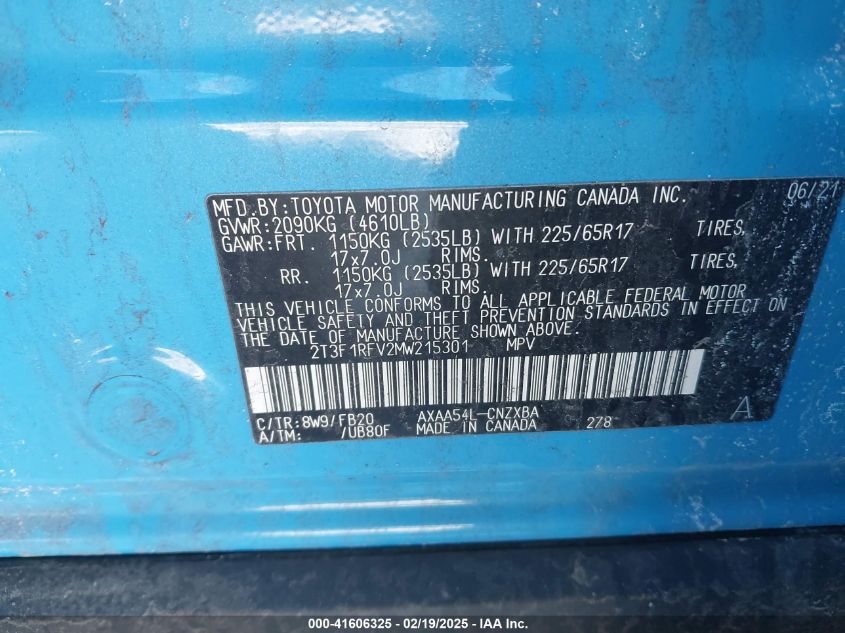 06/21
MFD.BY:TOYOTA MOTOR MANUFACTURING CANADA INC.
GVWR:2090KG (4610LB)
GAWR:FRT. 1150KG (2535LB) WITH 225/65R17 TIRES,
17x7.0J RIMS.
RR. 1150KG (2535LB) WITH 225/65R17 TIRES,
17x7.0J RIMS.
THIS VEHICLE CONFORMS TO ALL APPLICABLE FEDERAL MOTOR
VEHICLE SAFETY, AND THEFT PREVENTION STANDARDS IN EFFECT ON
THE DATE OF MANUFACTURE SHOWN ABOVE.
2T3F1RFV2MW215301 MPV
C/TR:8W9/FB20 AXAA54L-CNZXBA A
A/TM: /UB80F MADE IN CANADA 278
000-41606325 - 02/19/2025 - IAA Inc.